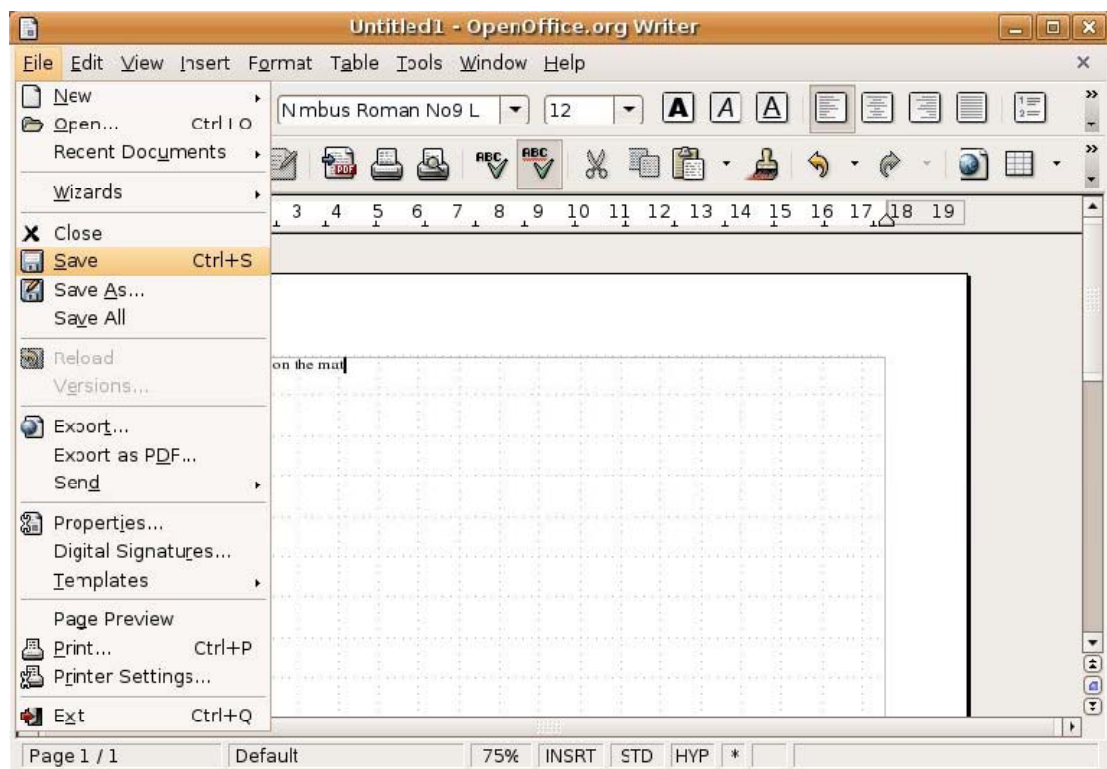 Untitled1 - OpenOffice.org Writer
File Edit View Insert Format Table Tools Window Help
New
Nimbus Roman No9 L 12
Open... Ctrl+O
Recent Documents
Wizards
3 4 5 6 7 8 9 10 11 12 13 14 15 16 17 18 19
Close
Save Ctrl+S
Save As...
Save All
Reload
on the mat
Versions...
Export...
Export as PDF...
Send
Properties...
Digital Signatures...
Templates
Page Preview
Print... Ctrl+P
Printer Settings...
Exit Ctrl+Q
Page 1 / 1 Default 75% INSRT STD HYP *